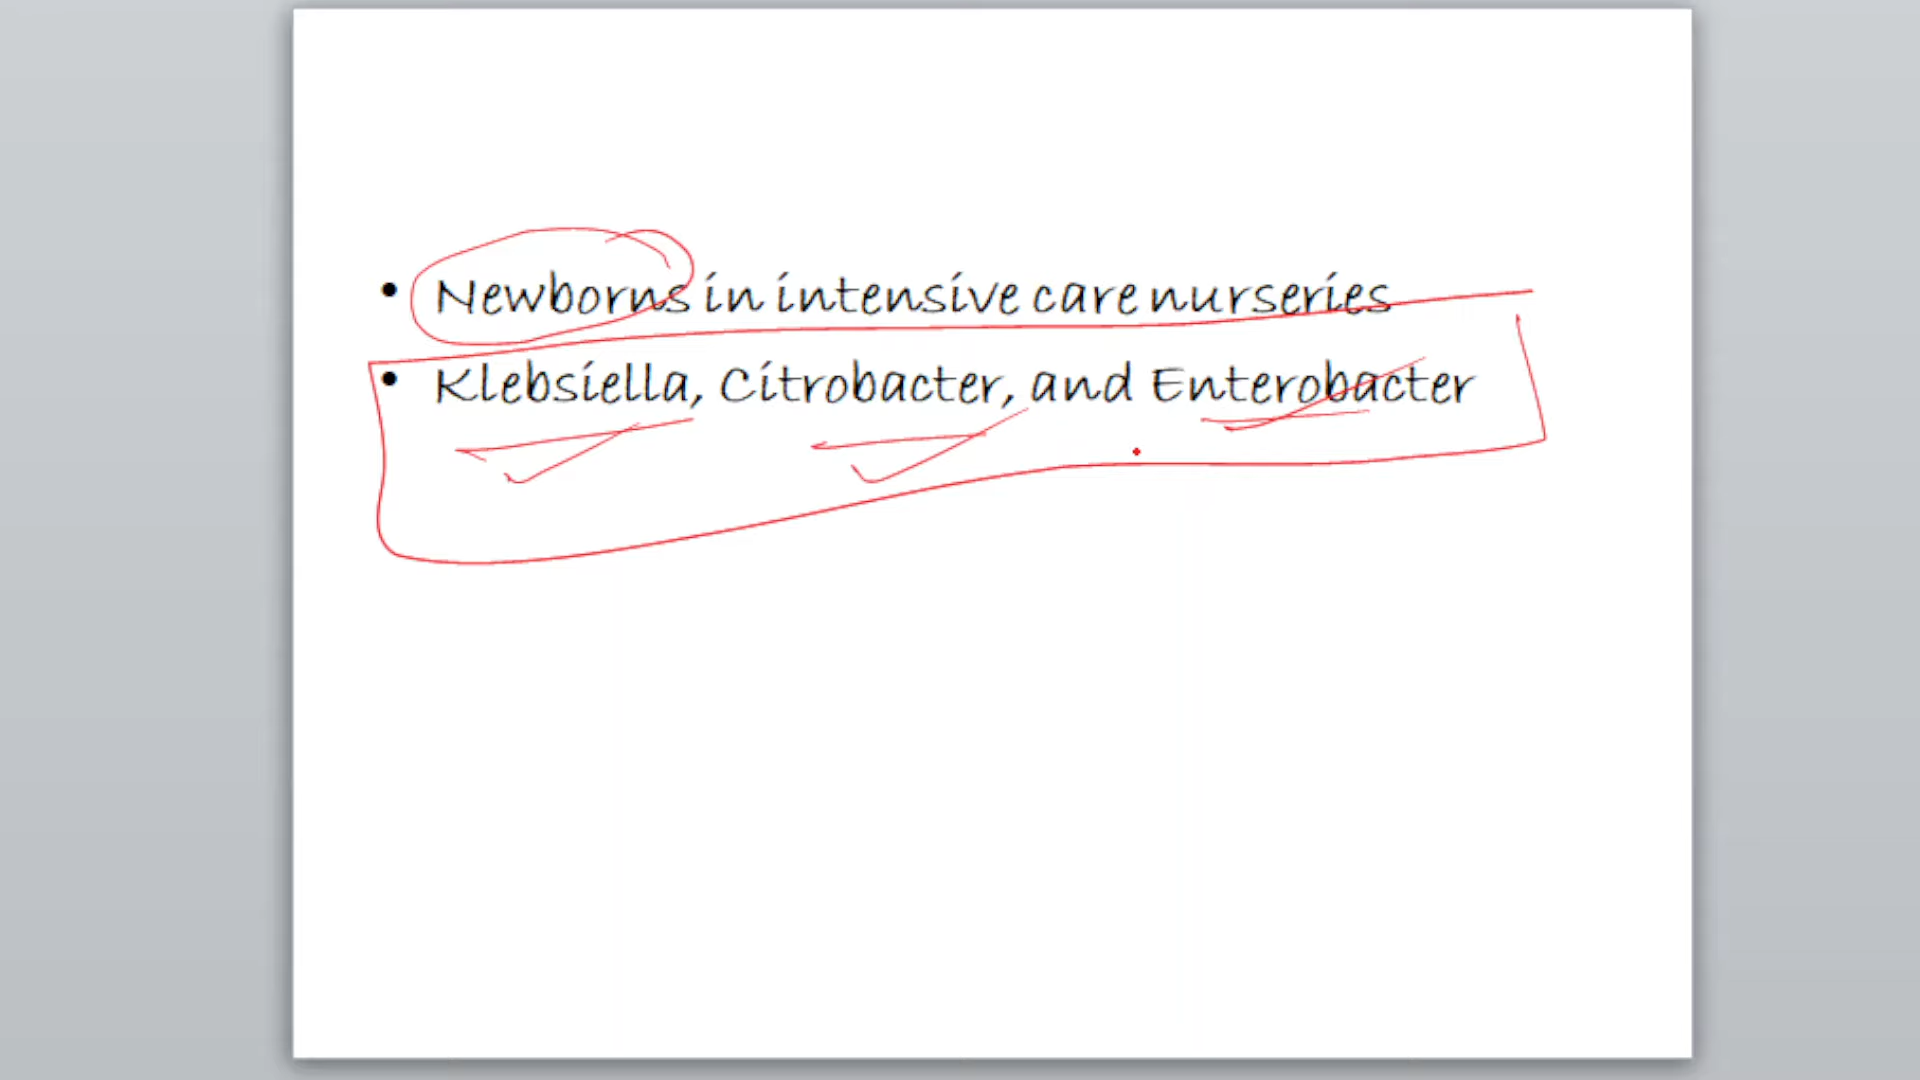 • Newborns in intensive care nurseries
• Klebsiella, Citrobacter, and Enterobacter